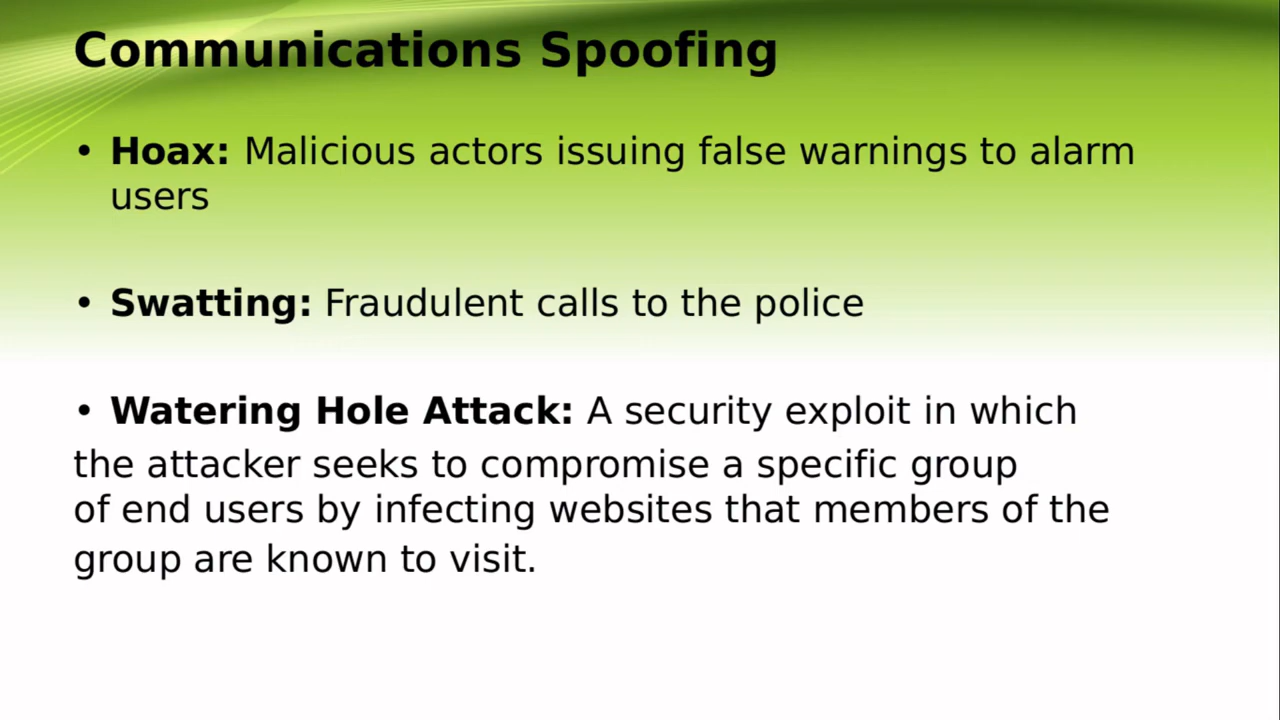 Communications Spoofing
• Hoax: Malicious actors issuing false warnings to alarm
users
• Swatting: Fraudulent calls to the police
• Watering Hole Attack: A security exploit in which
the attacker seeks to compromise a specific group
of end users by infecting websites that members of the
group are known to visit.